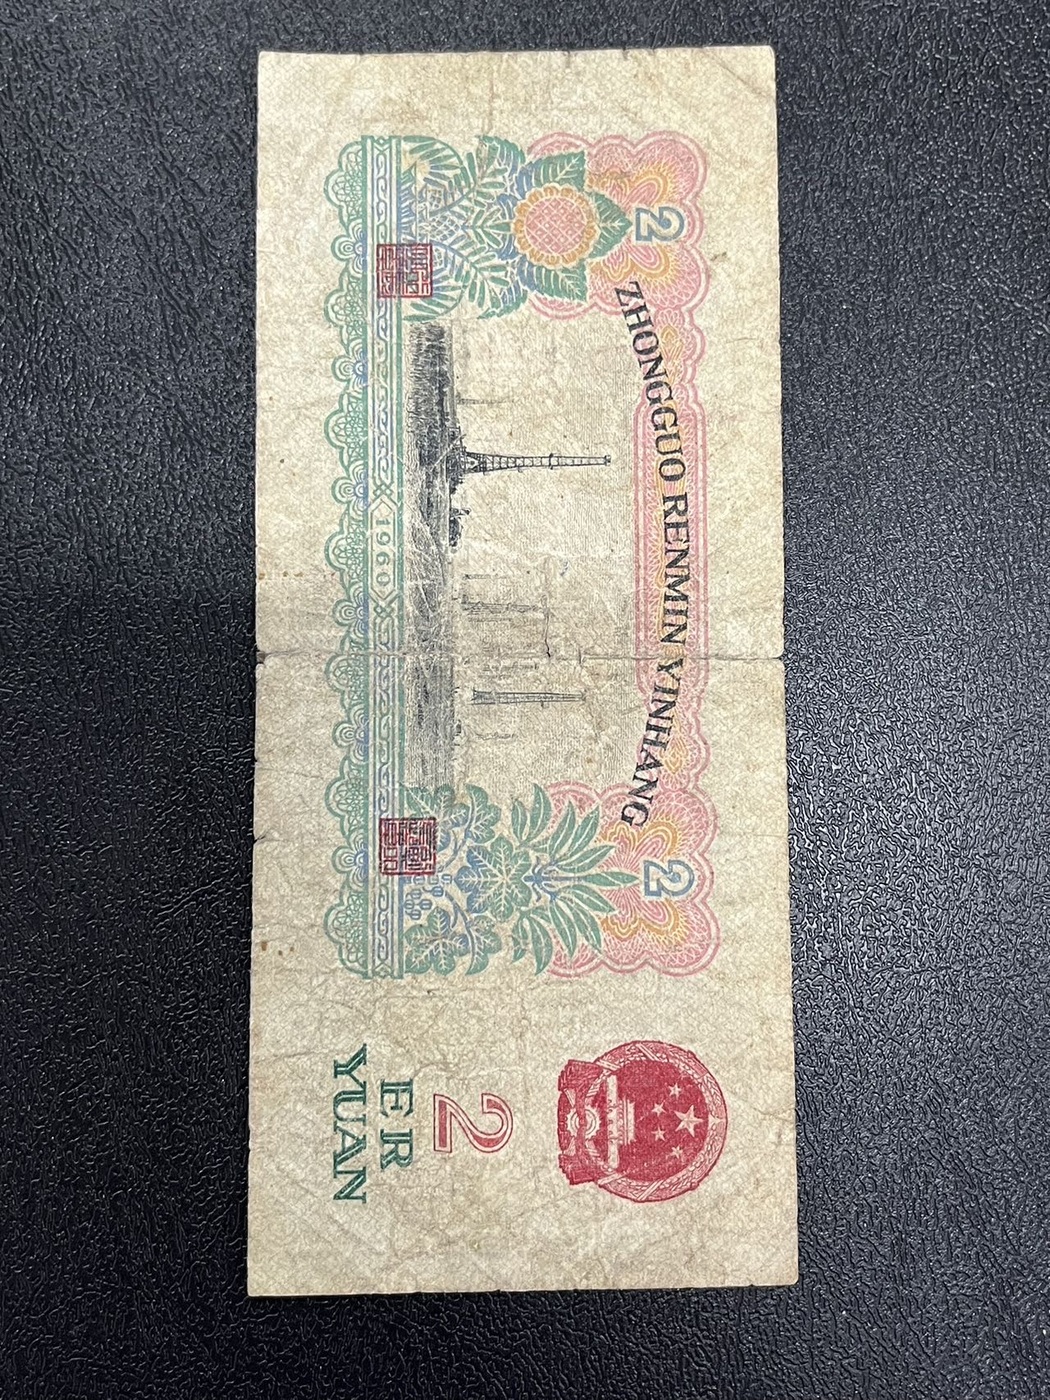 ZHONGGUO RENMIN YINHANG
2
2
1960
2
ER
YUAN